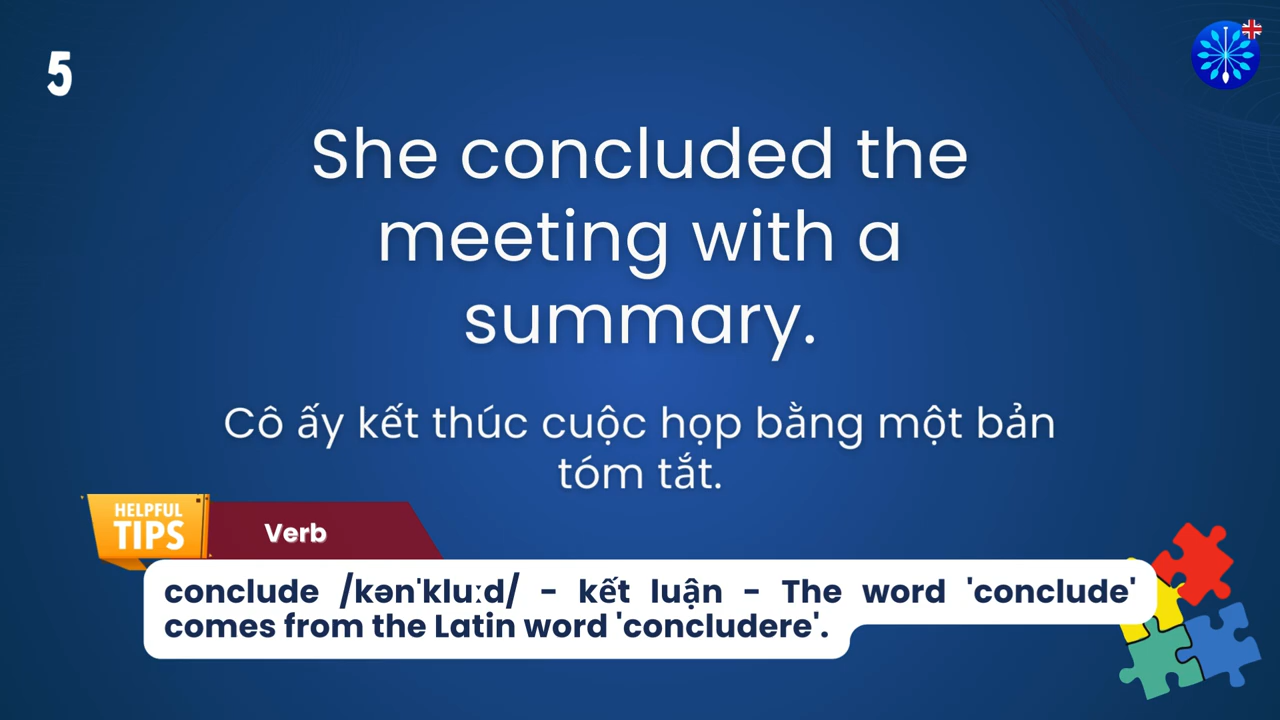 5
She concluded the
meeting with a
summary.
Cô ấy kết thúc cuộc họp bằng một bản
tóm tắt.
HELPFUL
TIPS
Verb
conclude /kənˈkluːd/ - kết luận - The word 'conclude'
comes from the Latin word 'concludere'.